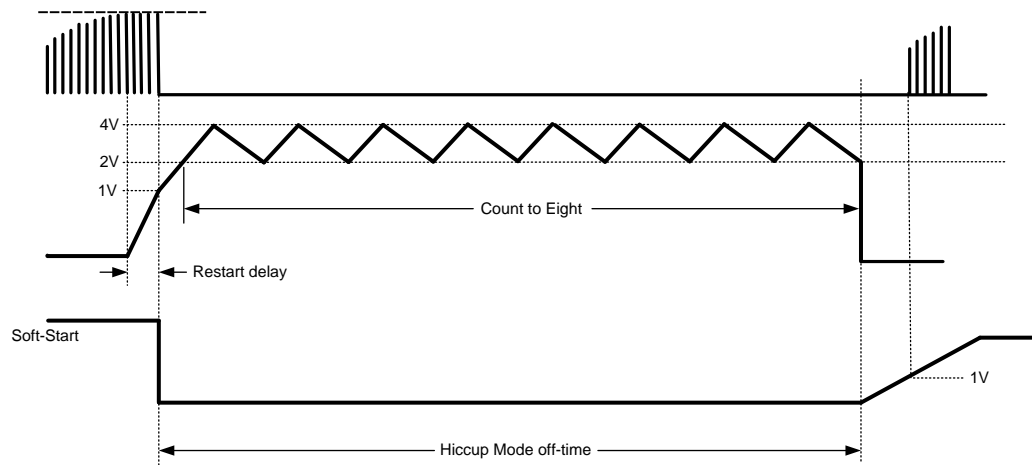 4V
2V
1V
Count to Eight
Restart delay
Soft-Start
1V
Hiccup Mode off-time